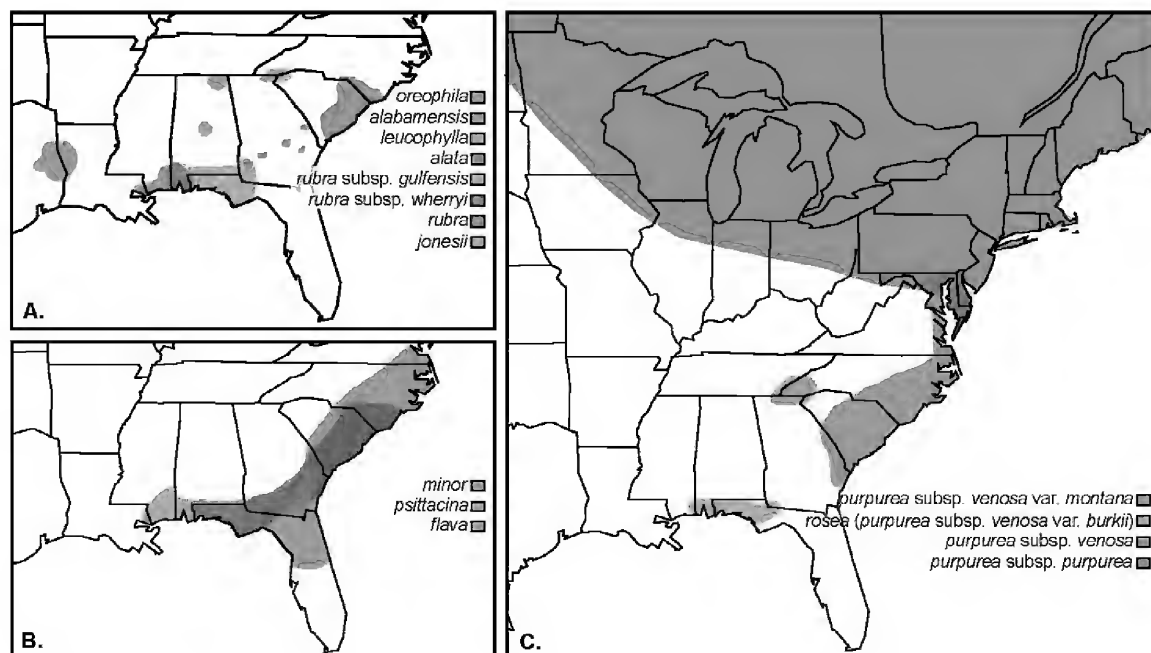 oreophila
alabamensis
leucophylla
alata
rubra subsp. gulfensis
rubra subsp. wherryi
rubra
jonesii
A.
minor
psittacina
flava
B.
purpurea subsp. venosa var. montana
rosea (purpurea subsp. venosa var. burkii)
purpurea subsp. venosa
purpurea subsp. purpurea
C.